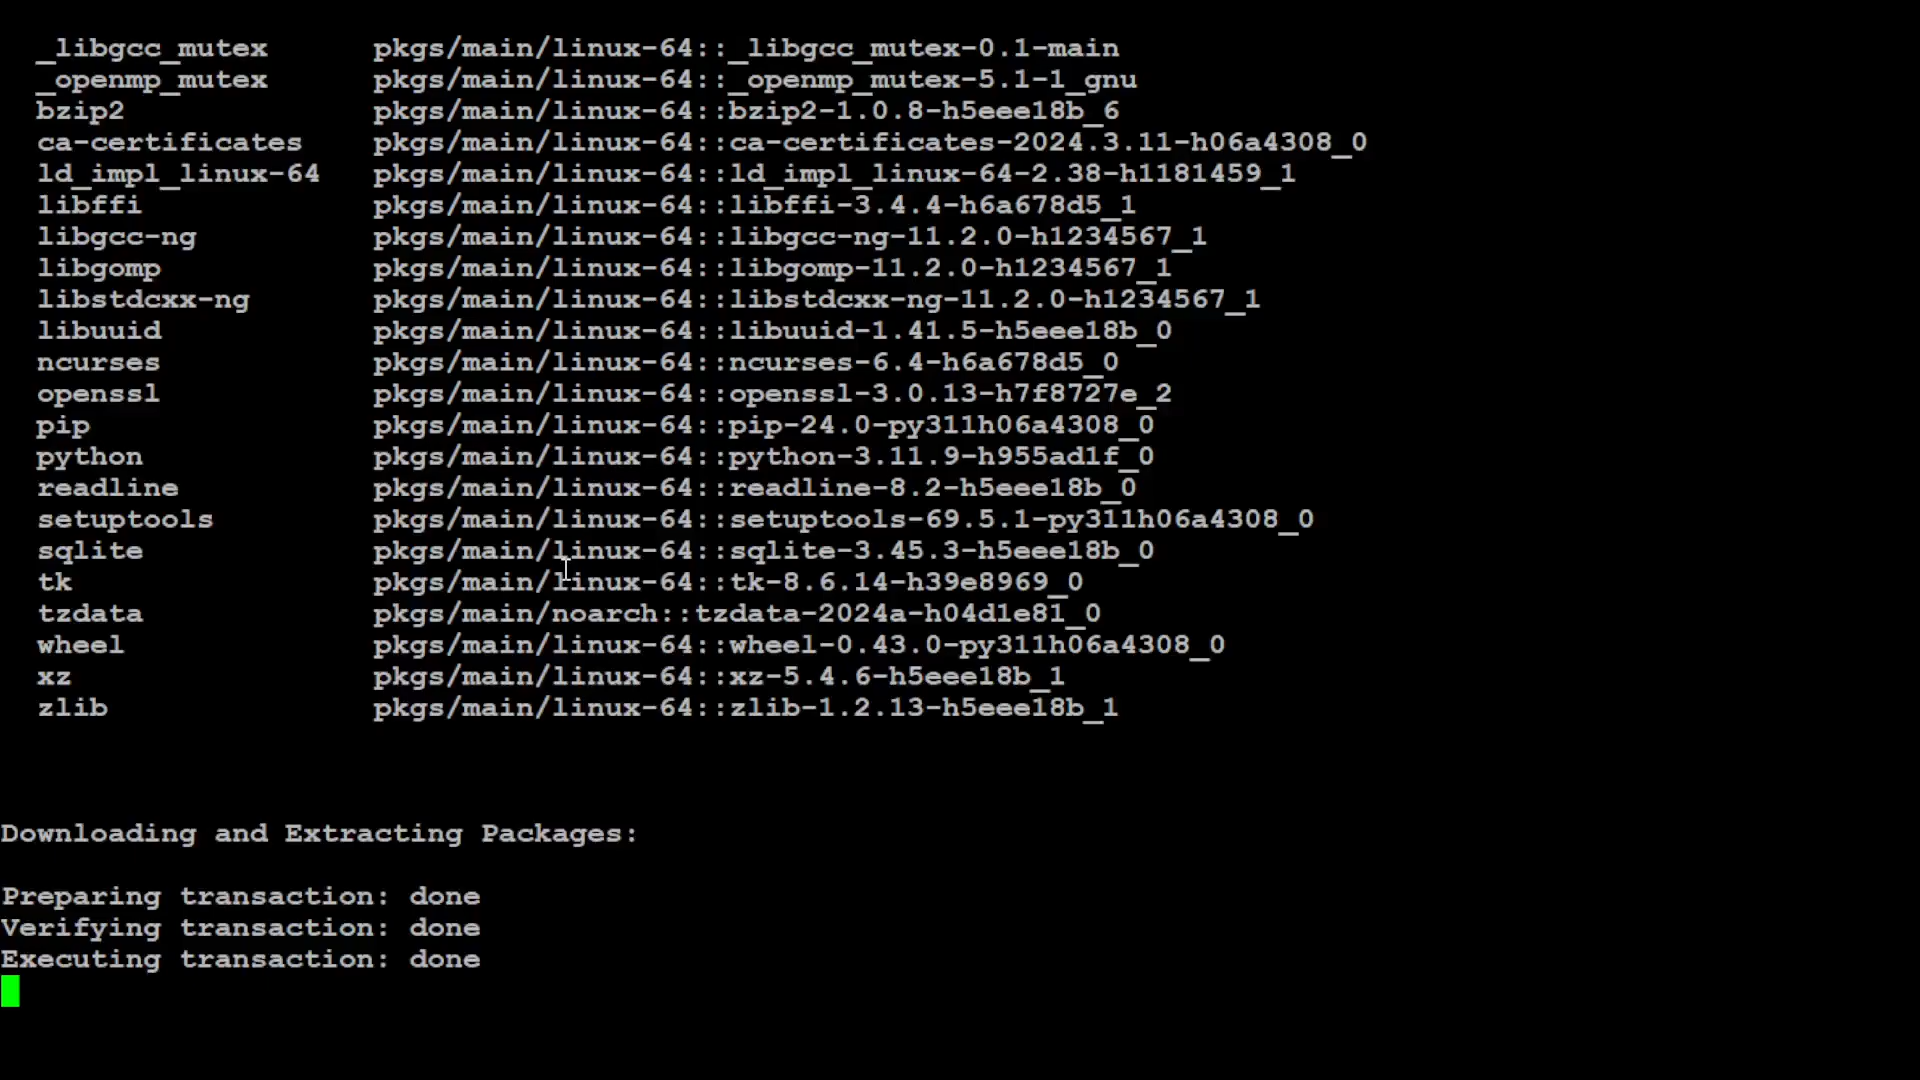 _libgcc_mutex      pkgs/main/linux-64::_libgcc_mutex-0.1-main
_openmp_mutex      pkgs/main/linux-64::_openmp_mutex-5.1-1_gnu
bzip2              pkgs/main/linux-64::bzip2-1.0.8-h5eee18b_6
ca-certificates    pkgs/main/linux-64::ca-certificates-2024.3.11-h06a4308_0
ld_impl_linux-64   pkgs/main/linux-64::ld_impl_linux-64-2.38-h1181459_1
libffi             pkgs/main/linux-64::libffi-3.4.4-h6a678d5_1
libgcc-ng          pkgs/main/linux-64::libgcc-ng-11.2.0-h1234567_1
libgomp            pkgs/main/linux-64::libgomp-11.2.0-h1234567_1
libstdcxx-ng       pkgs/main/linux-64::libstdcxx-ng-11.2.0-h1234567_1
libuuid            pkgs/main/linux-64::libuuid-1.41.5-h5eee18b_0
ncurses            pkgs/main/linux-64::ncurses-6.4-h6a678d5_0
openssl            pkgs/main/linux-64::openssl-3.0.13-h7f8727e_2
pip                pkgs/main/linux-64::pip-24.0-py311h06a4308_0
python             pkgs/main/linux-64::python-3.11.9-h955ad1f_0
readline           pkgs/main/linux-64::readline-8.2-h5eee18b_0
setuptools         pkgs/main/linux-64::setuptools-69.5.1-py311h06a4308_0
sqlite             pkgs/main/linux-64::sqlite-3.45.3-h5eee18b_0
tk                 pkgs/main/linux-64::tk-8.6.14-h39e8969_0
tzdata             pkgs/main/noarch::tzdata-2024a-h04d1e81_0
wheel              pkgs/main/linux-64::wheel-0.43.0-py311h06a4308_0
xz                 pkgs/main/linux-64::xz-5.4.6-h5eee18b_1
zlib               pkgs/main/linux-64::zlib-1.2.13-h5eee18b_1
Downloading and Extracting Packages:
Preparing transaction: done
Verifying transaction: done
Executing transaction: done